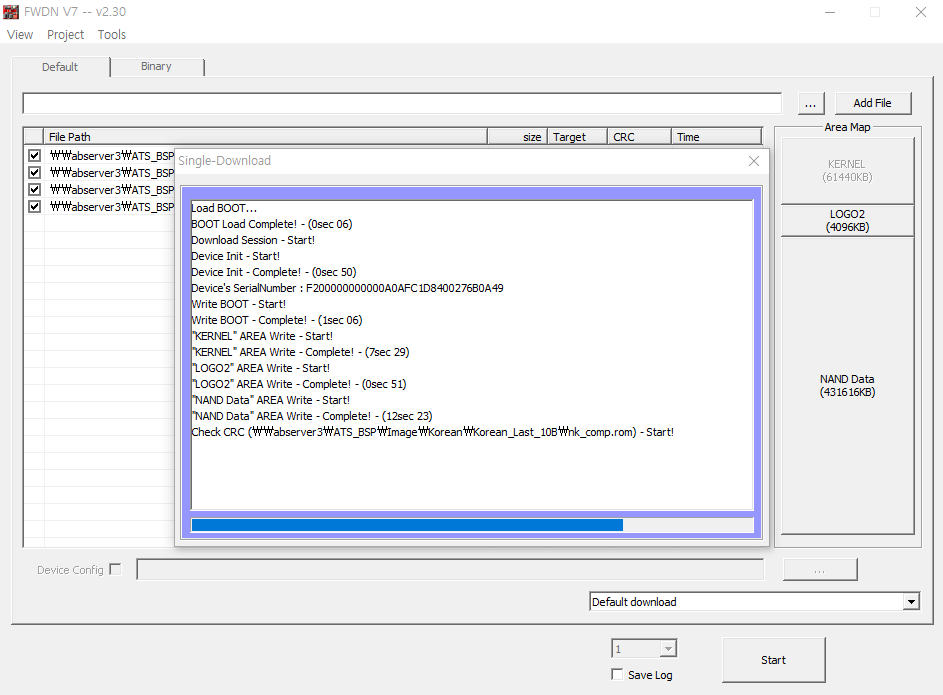 FWDN V7 -- v2.30
View Project Tools
Default Binary
... Add File
File Path size Target CRC Time
Area Map
₩₩abserver3₩ATS_BSP
₩₩abserver3₩ATS_BSP
₩₩abserver3₩ATS_BSP
₩₩abserver3₩ATS_BSP
Single-Download
Load BOOT...
BOOT Load Complete! - (0sec 06)
Download Session - Start!
Device Init - Start!
Device Init - Complete! - (0sec 50)
Device's SerialNumber : F200000000000A0AFC1D8400276B0A49
Write BOOT - Start!
Write BOOT - Complete! - (1sec 06)
"KERNEL" AREA Write - Start!
"KERNEL" AREA Write - Complete! - (7sec 29)
"LOGO2" AREA Write - Start!
"LOGO2" AREA Write - Complete! - (0sec 51)
"NAND Data" AREA Write - Start!
"NAND Data" AREA Write - Complete! - (12sec 23)
Check CRC (₩₩abserver3₩ATS_BSP₩Image₩Korean₩Korean_Last_10B₩nk_comp.rom) - Start!
KERNEL
(61440KB)
LOGO2
(4096KB)
NAND Data
(431616KB)
Device Config
...
Default download
1
Save Log
Start